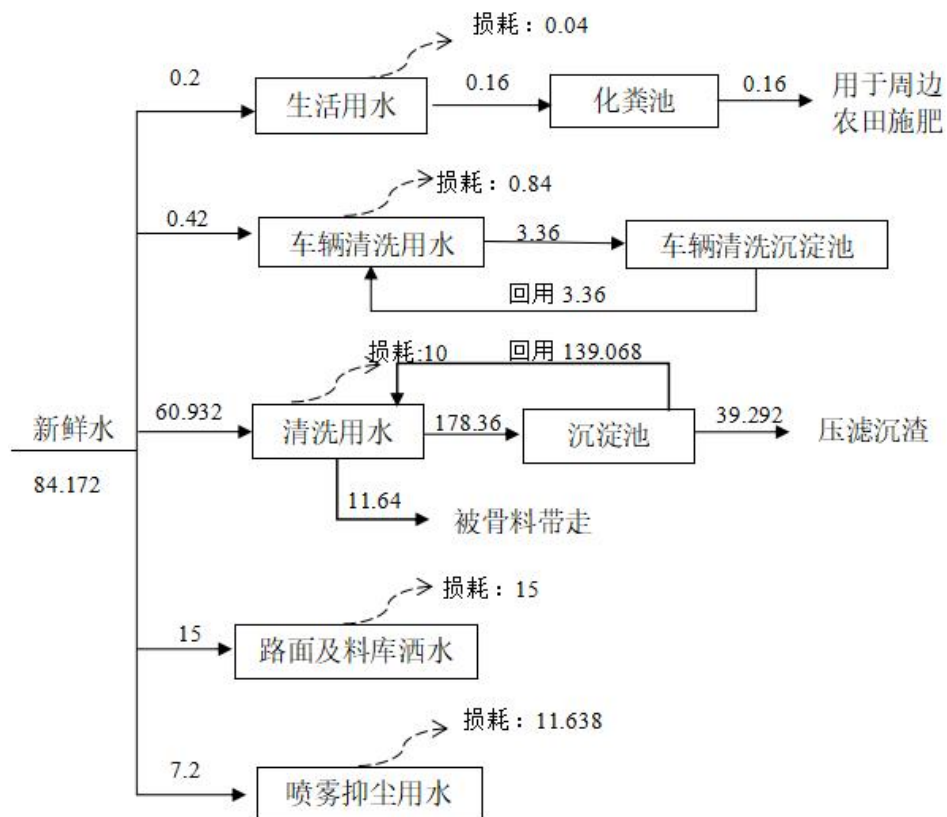 损耗：0.04
0.2
生活用水
0.16
化粪池
0.16
用于周边
农田施肥
损耗：0.84
0.42
车辆清洗用水
3.36
车辆清洗沉淀池
回用 3.36
损耗:10
回用 139.068
新鲜水
84.172
60.932
清洗用水
178.36
沉淀池
39.292
压滤沉渣
11.64
被骨料带走
损耗：15
15
路面及料库洒水
损耗：11.638
7.2
喷雾抑尘用水